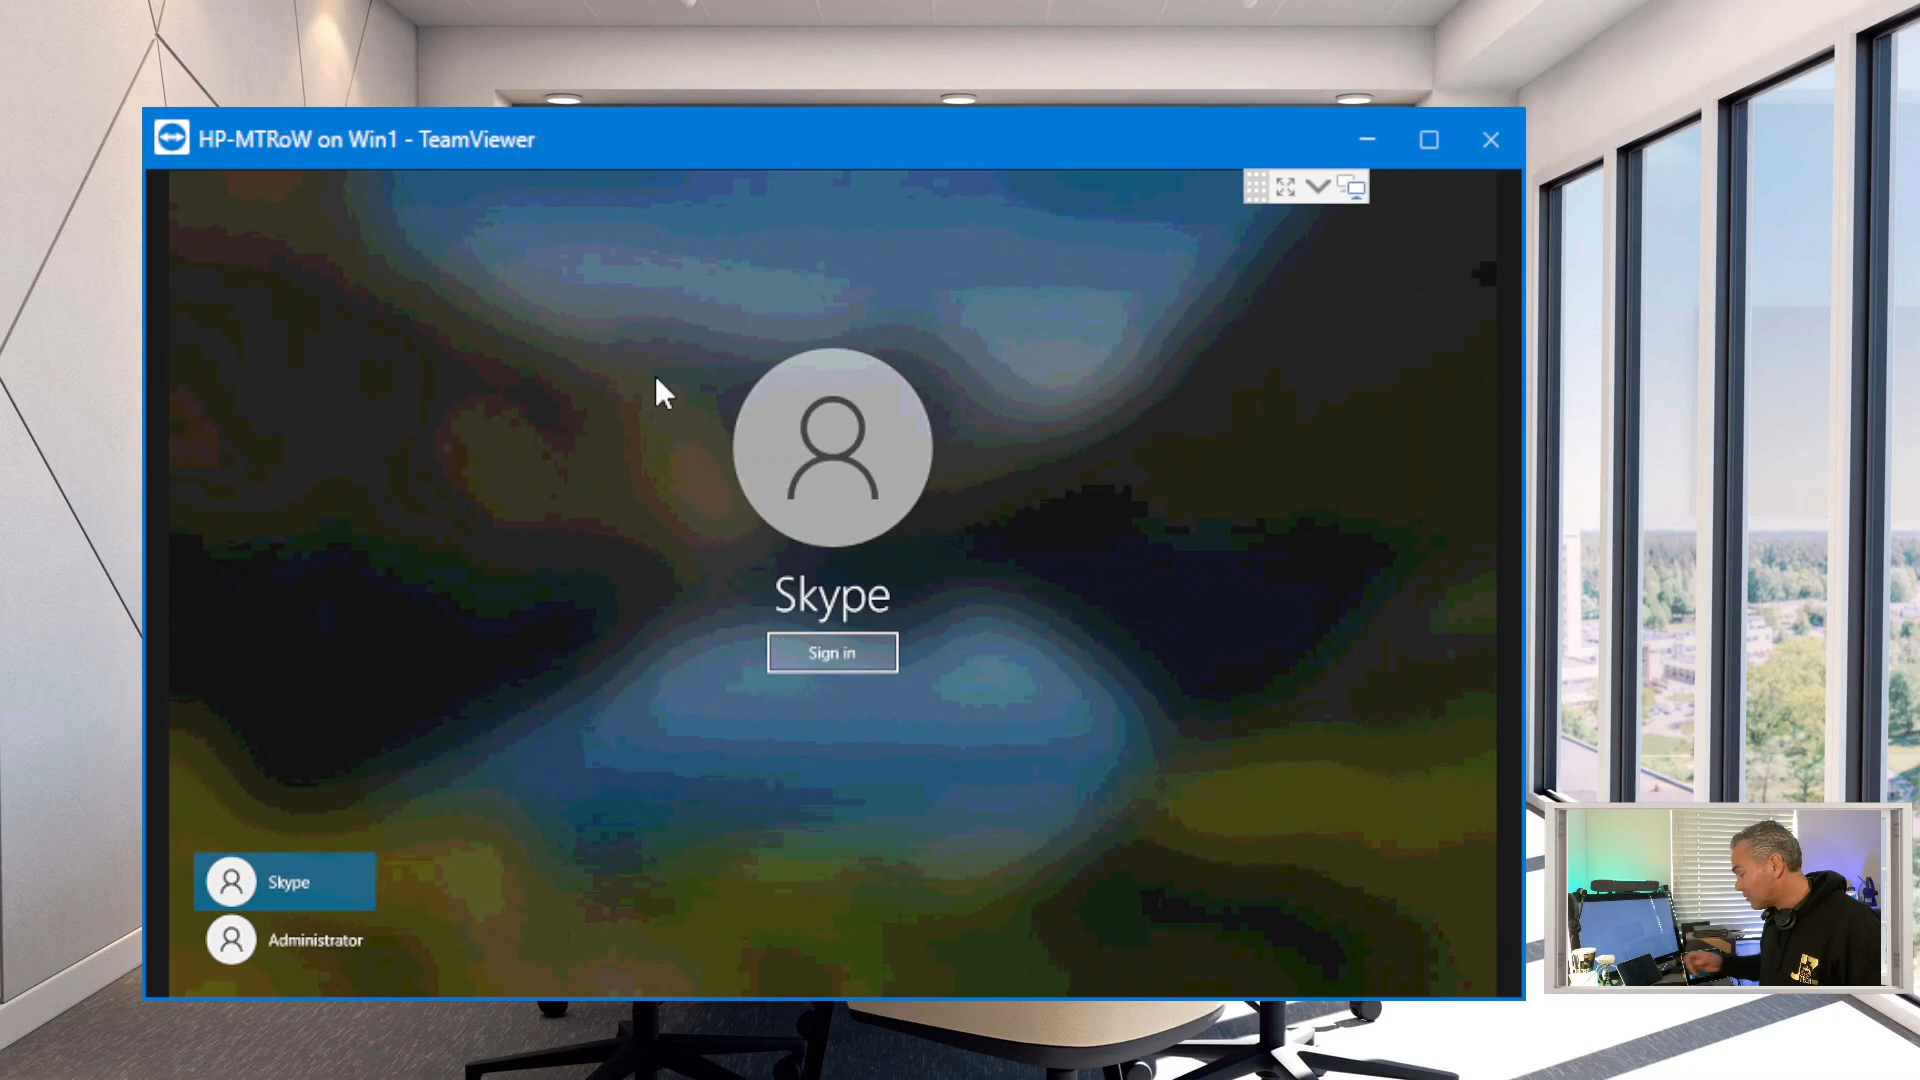 HP-MTRoW on Win1 - TeamViewer
Skype
Sign in
Skype
Administrator